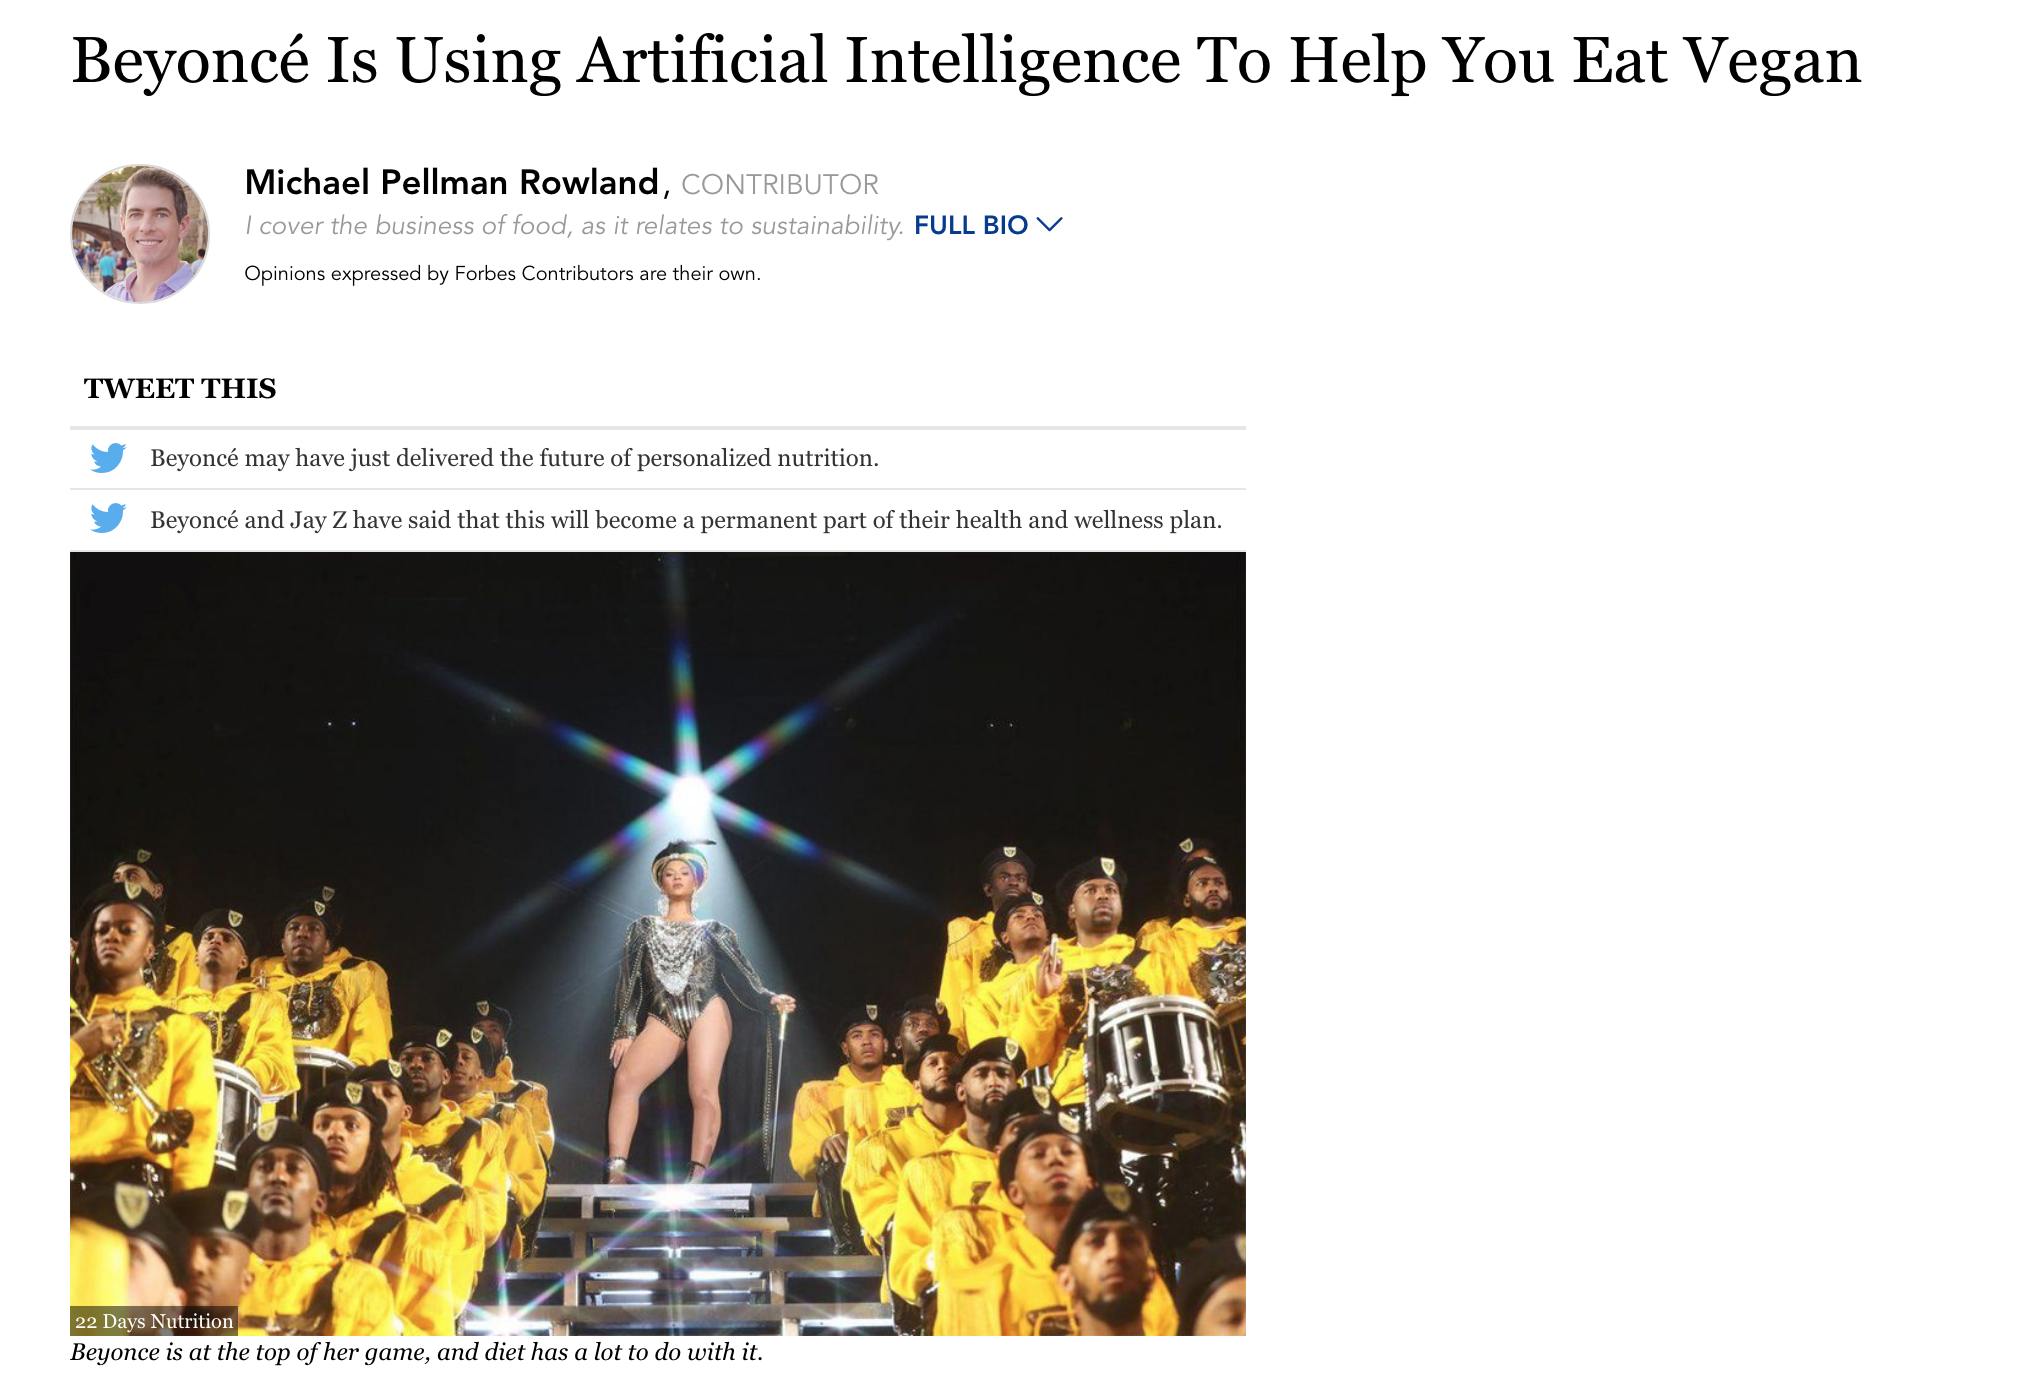 Beyoncé Is Using Artificial Intelligence To Help You Eat Vegan
Michael Pellman Rowland, CONTRIBUTOR
I cover the business of food, as it relates to sustainability. FULL BIO
Opinions expressed by Forbes Contributors are their own.
TWEET THIS
Beyoncé may have just delivered the future of personalized nutrition.
Beyoncé and Jay Z have said that this will become a permanent part of their health and wellness plan.
22 Days Nutrition
Beyonce is at the top of her game, and diet has a lot to do with it.